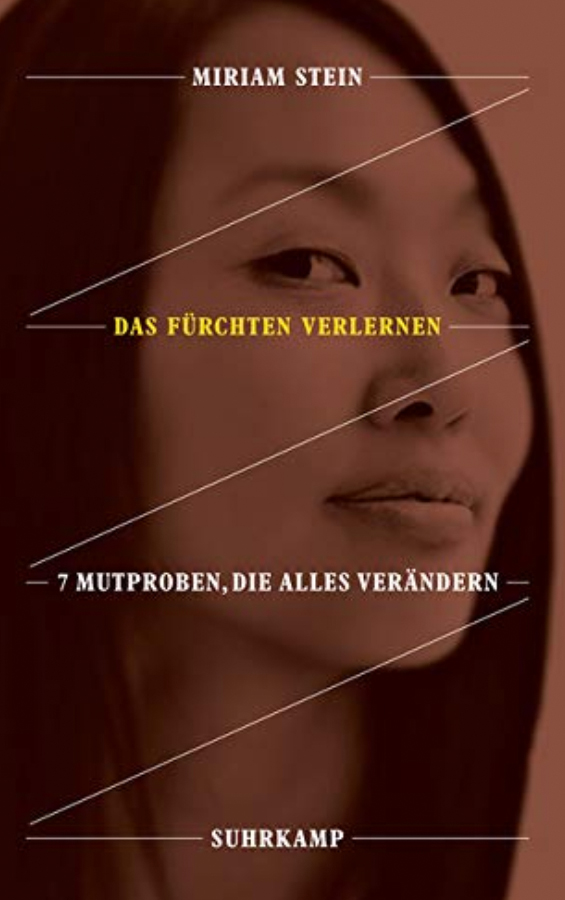 MIRIAM STEIN
DAS FÜRCHTEN VERLERNEN
7 MUTPROBEN, DIE ALLES VERÄNDERN
SUHRKAMP